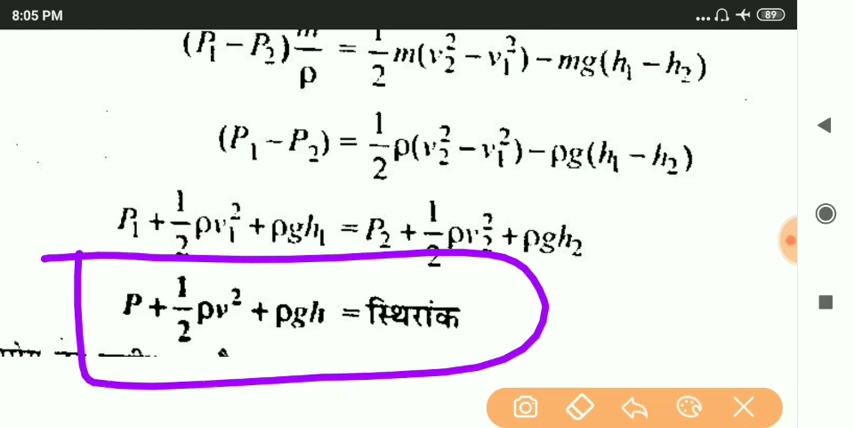 8:05 PM ... 89
(P₁ − P₂) m/ρ = 1/2 m(v₂² − v₁²) − mg(h₁ − h₂)
(P₁ − P₂) = 1/2 ρ(v₂² − v₁²) − ρg(h₁ − h₂)
P₁ + 1/2 ρv₁² + ρgh₁ = P₂ + 1/2 ρv₂² + ρgh₂
P + 1/2 ρv² + ρgh = स्थिरांक